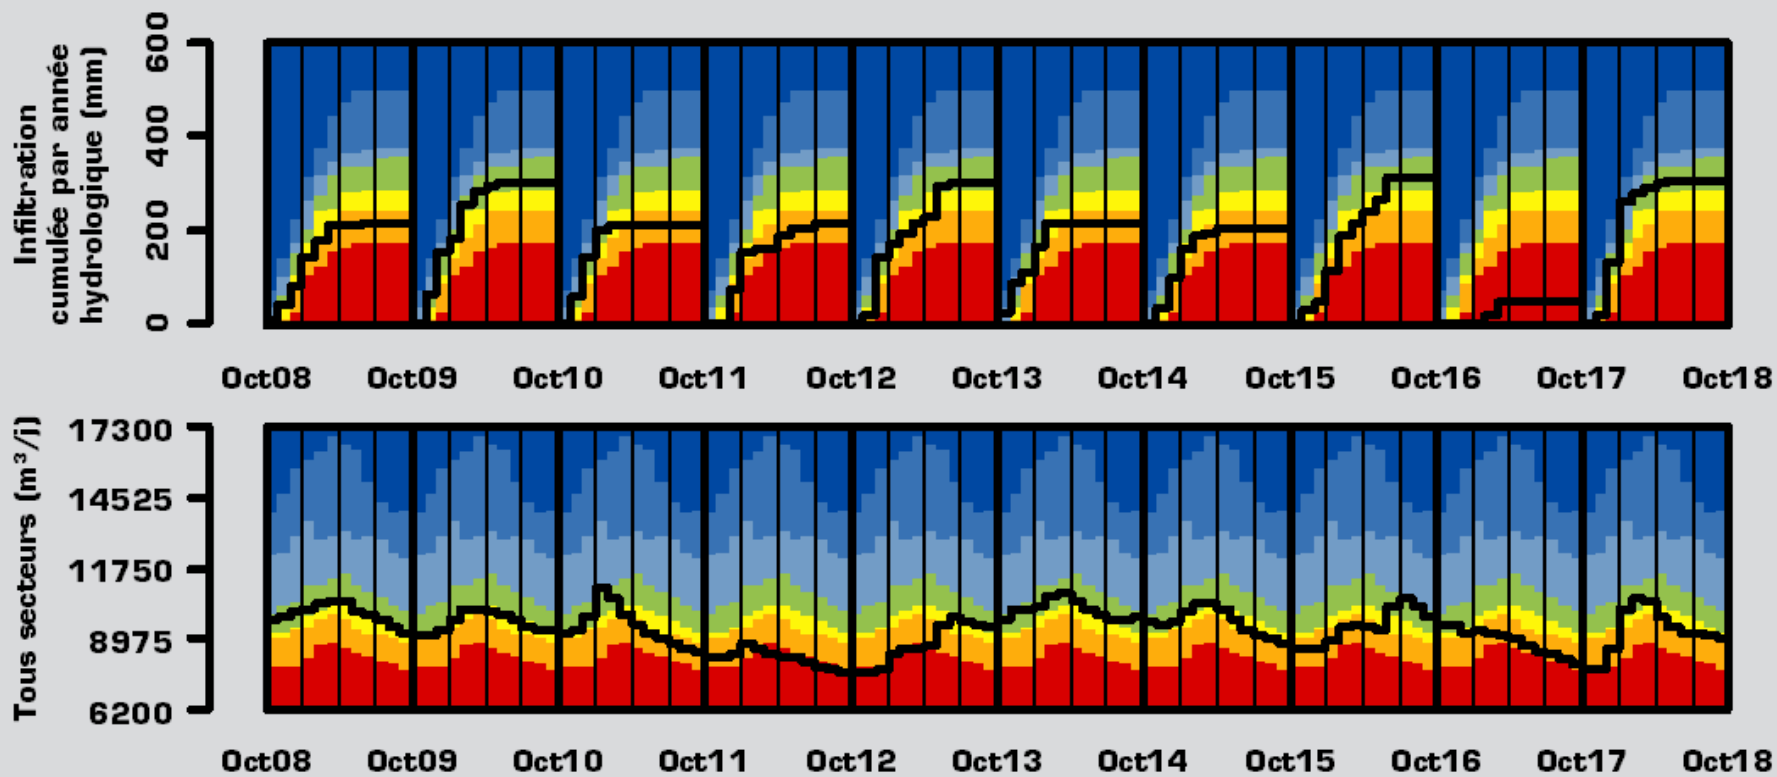 Infiltration
cumulée par année
hydrologique (mm)
600
400
200
0
Oct08 Oct09 Oct10 Oct11 Oct12 Oct13 Oct14 Oct15 Oct16 Oct17 Oct18
Tous secteurs (m³/j)
17300
14525
11750
8975
6200
Oct08 Oct09 Oct10 Oct11 Oct12 Oct13 Oct14 Oct15 Oct16 Oct17 Oct18